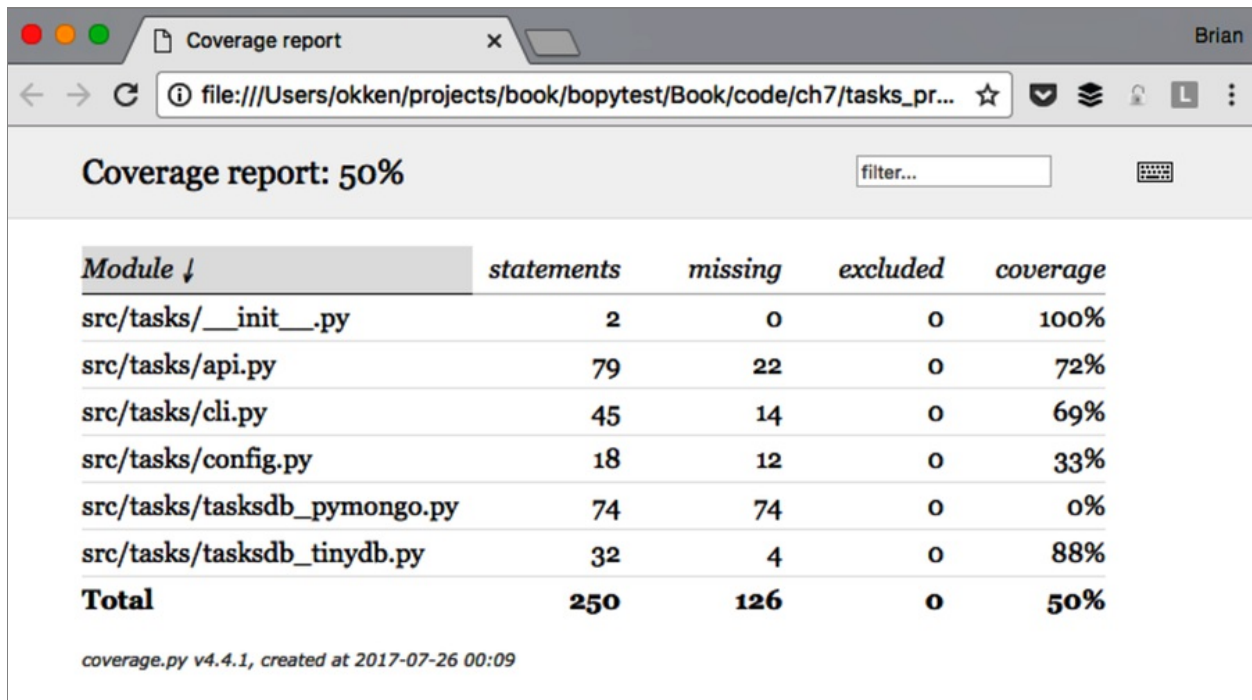 Coverage report
Brian
file:///Users/okken/projects/book/bopytest/Book/code/ch7/tasks_pr...
L
Coverage report: 50%
filter...
Module ↓ statements missing excluded coverage
src/tasks/__init__.py 2 0 0 100%
src/tasks/api.py 79 22 0 72%
src/tasks/cli.py 45 14 0 69%
src/tasks/config.py 18 12 0 33%
src/tasks/tasksdb_pymongo.py 74 74 0 0%
src/tasks/tasksdb_tinydb.py 32 4 0 88%
Total 250 126 0 50%
coverage.py v4.4.1, created at 2017-07-26 00:09